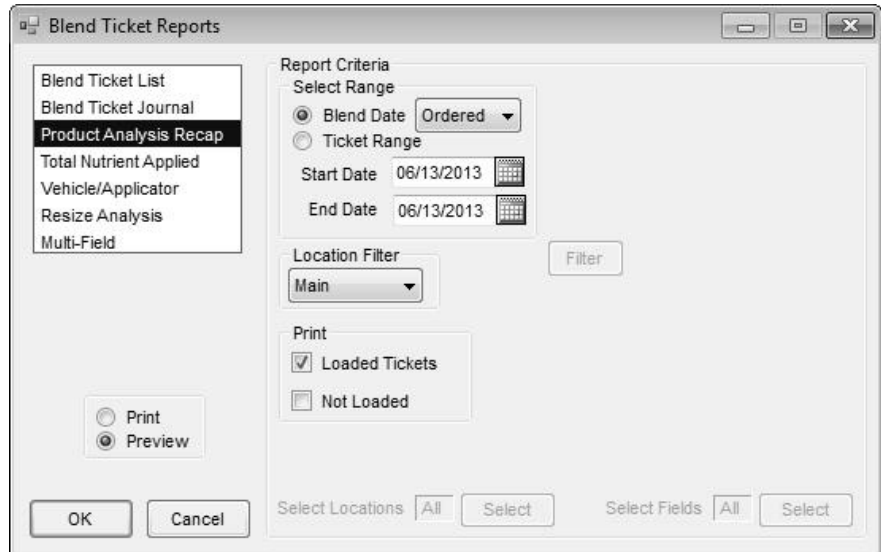 Blend Ticket Reports
Blend Ticket List
Blend Ticket Journal
Product Analysis Recap
Total Nutrient Applied
Vehicle/Applicator
Resize Analysis
Multi-Field
Print
Preview
OK
Cancel
Report Criteria
Select Range
Blend Date Ordered
Ticket Range
Start Date 06/13/2013
End Date 06/13/2013
Location Filter
Main
Filter
Print
Loaded Tickets
Not Loaded
Select Locations All Select
Select Fields All Select